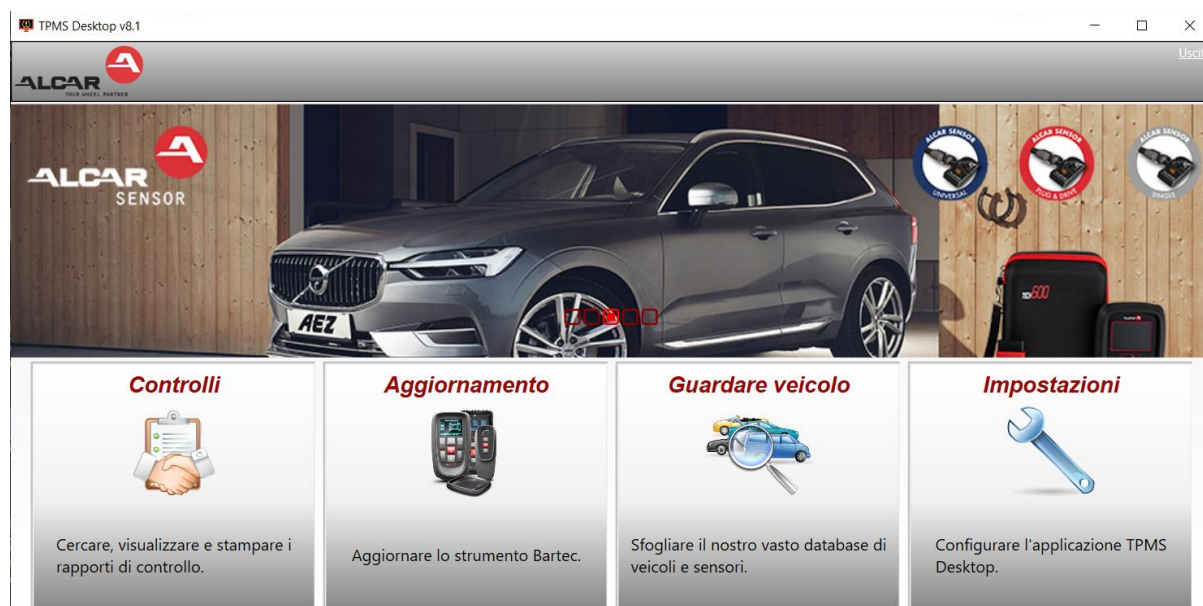 TPMS Desktop v8.1
ALCAR
YOUR WHEEL PARTNER
ALCAR
SENSOR
ALCAR SENSOR
UNIVERSAL
ALCAR SENSOR
PLUG & DRIVE
ALCAR SENSOR
SINGLE
TECH600
AEZ
Controlli
Aggiornamento
Guardare veicolo
Impostazioni
Cercare, visualizzare e stampare i
rapporti di controllo.
Aggiornare lo strumento Bartec.
Sfogliare il nostro vasto database di
veicoli e sensori.
Configurare l'applicazione TPMS
Desktop.